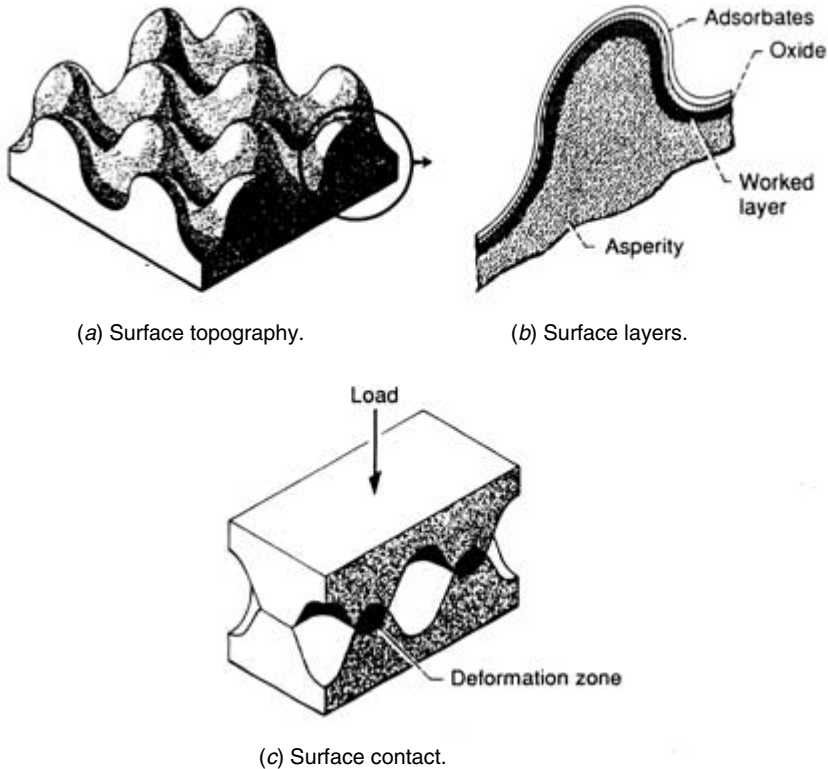 Adsorbates
Oxide
Worked
layer
Asperity
(a) Surface topography.
(b) Surface layers.
Load
Deformation zone
(c) Surface contact.